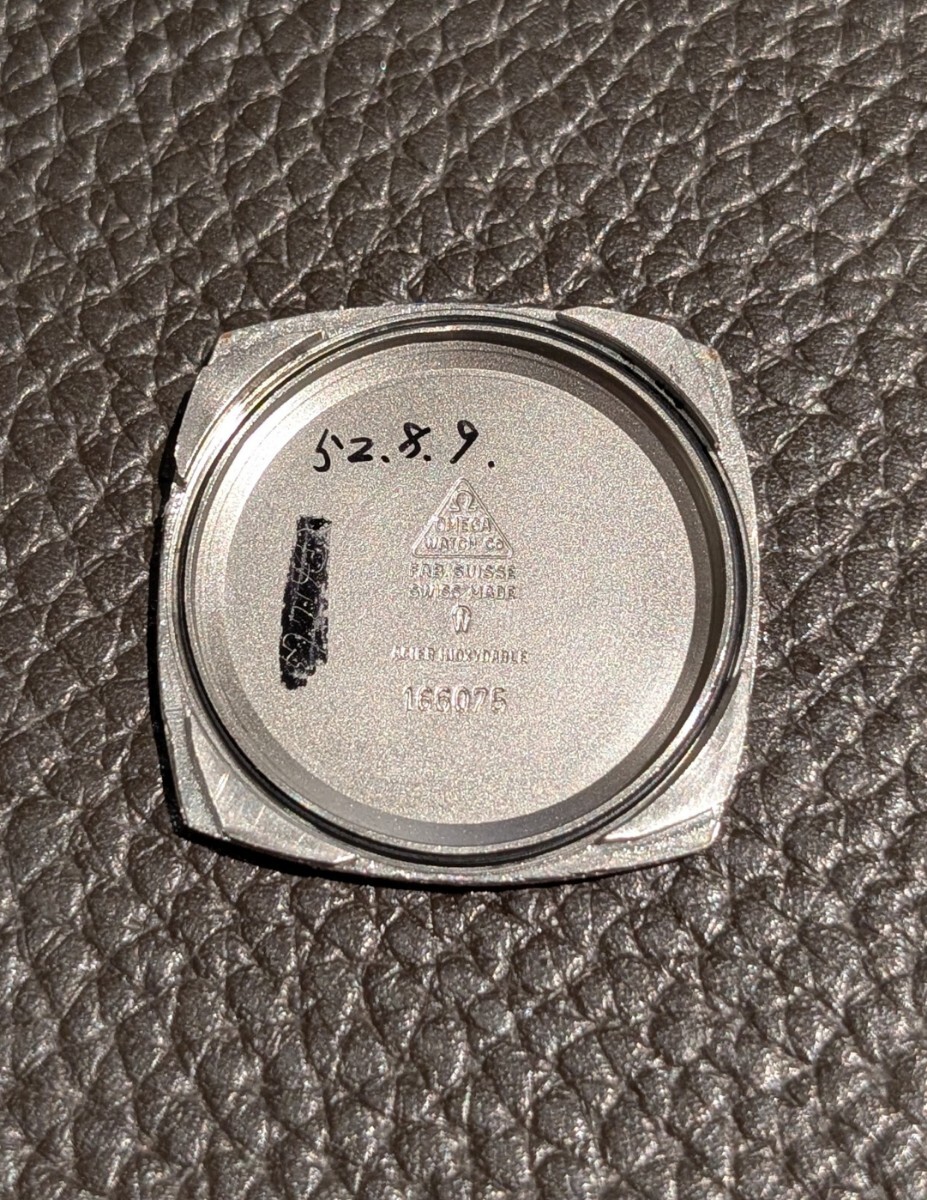 52.8.9.
Ω
OMEGA
WATCH Co
FAB. SUISSE
SWISS MADE
ACIER INOXYDABLE
166075